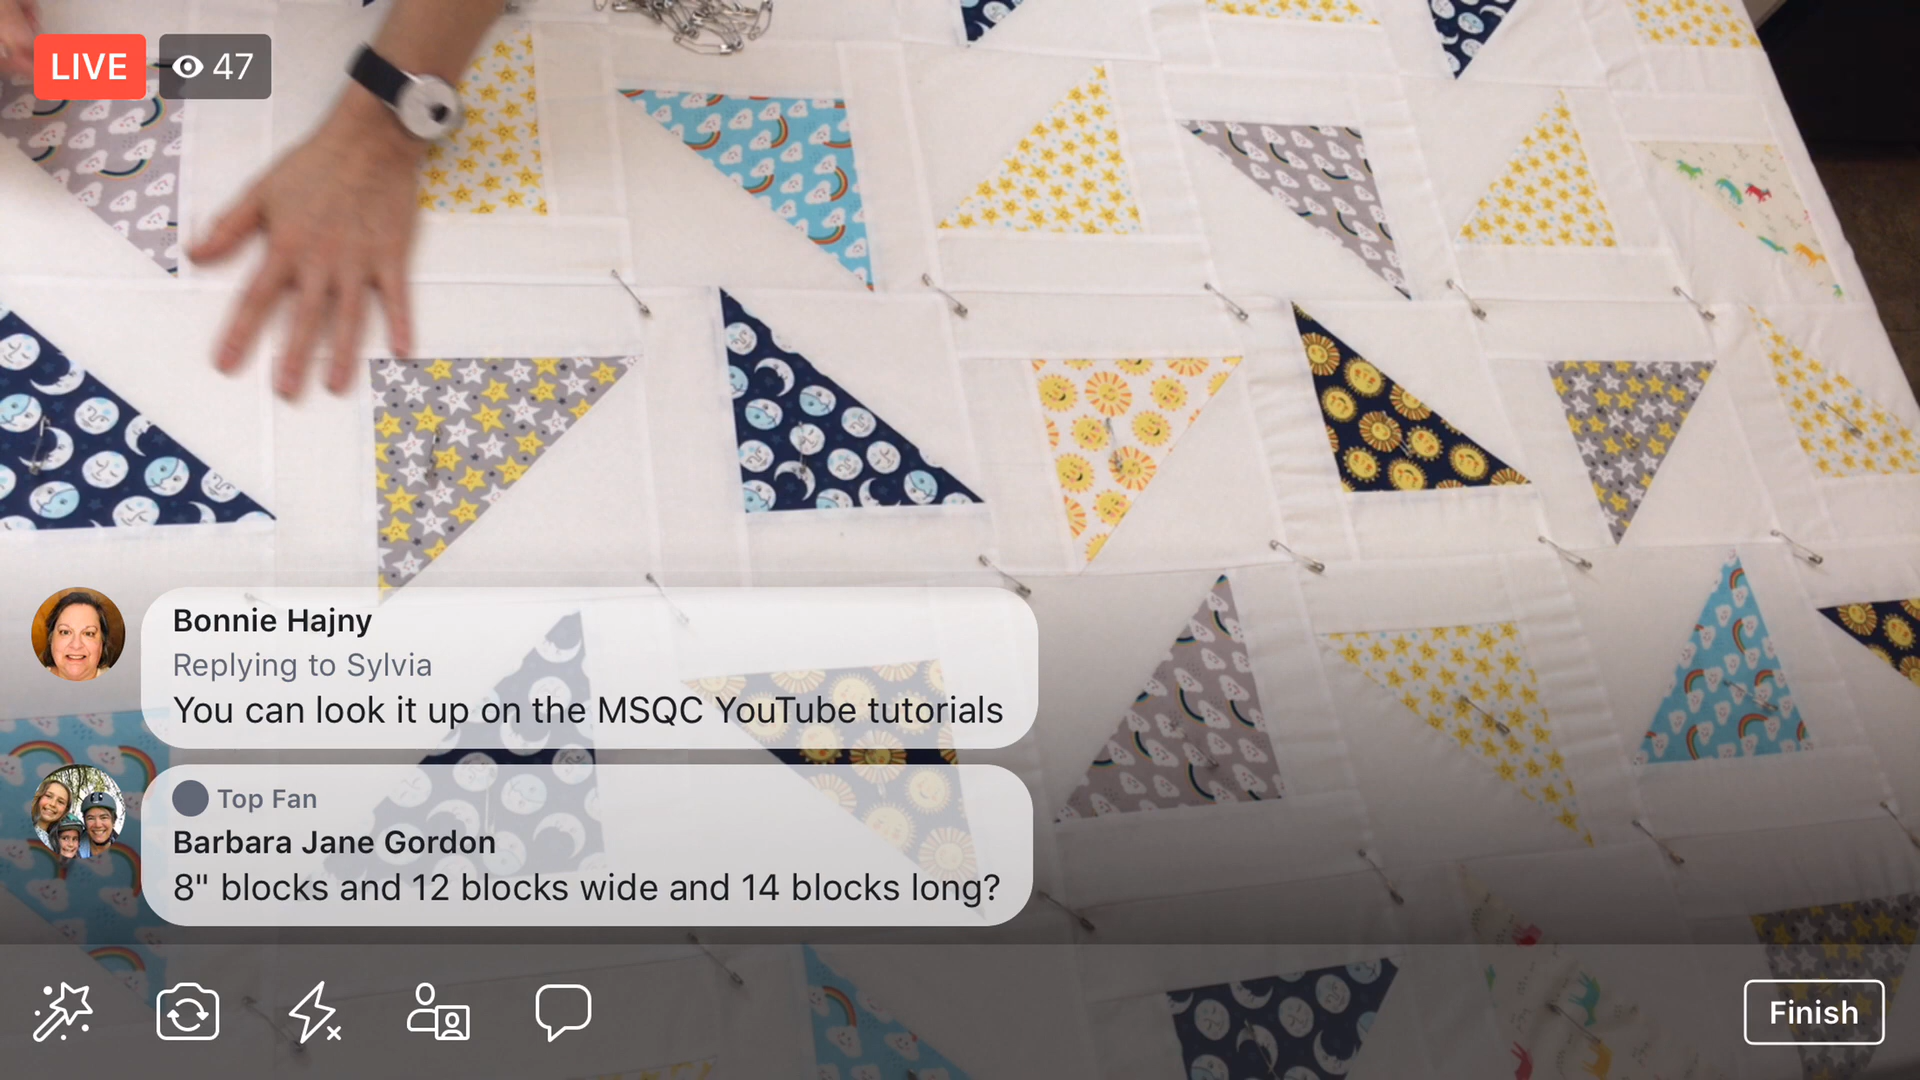 LIVE 47
Bonnie Hajny
Replying to Sylvia
You can look it up on the MSQC YouTube tutorials
Top Fan
Barbara Jane Gordon
8" blocks and 12 blocks wide and 14 blocks long?
Finish